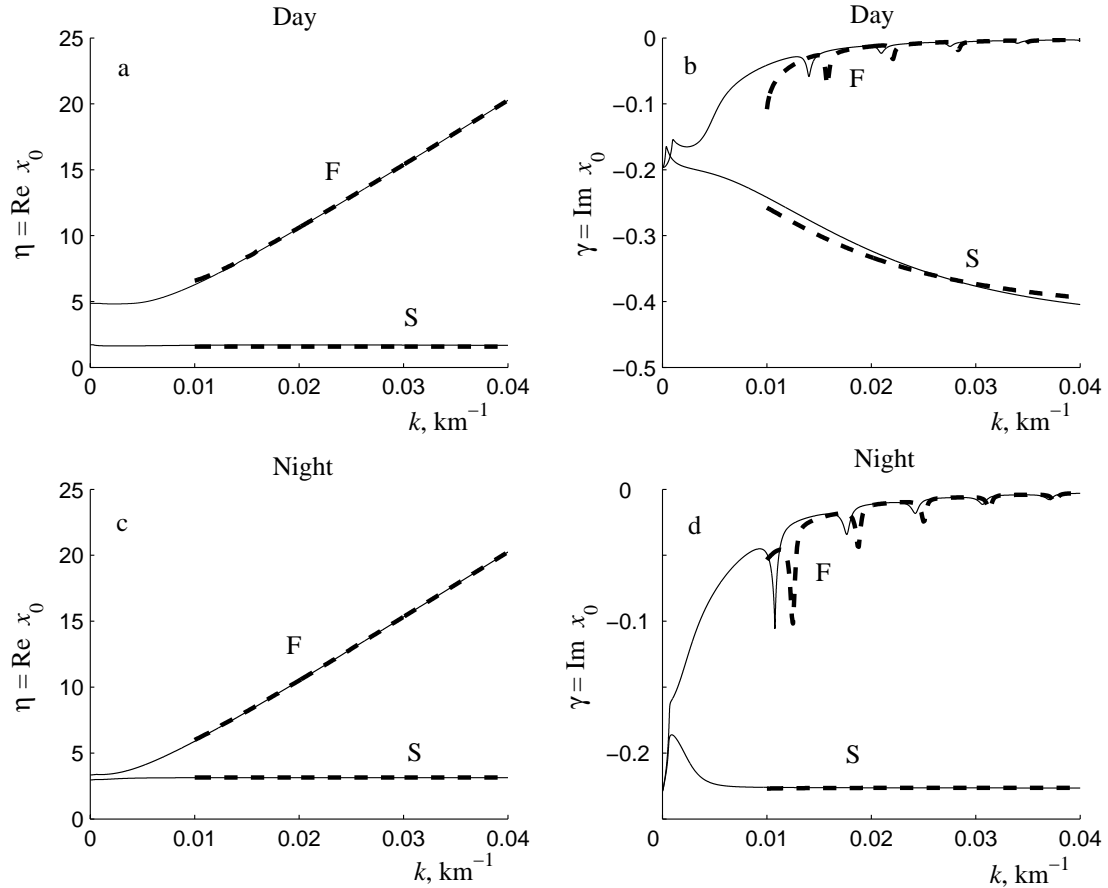 Day
a
η = Re x₀
25
20
15
10
5
0
F
S
0 0.01 0.02 0.03 0.04
k, km⁻¹
Day
b
γ = Im x₀
0
−0.1
−0.2
−0.3
−0.4
−0.5
F
S
0 0.01 0.02 0.03 0.04
k, km⁻¹
Night
c
η = Re x₀
25
20
15
10
5
0
F
S
0 0.01 0.02 0.03 0.04
k, km⁻¹
Night
d
γ = Im x₀
0
−0.1
−0.2
F
S
0 0.01 0.02 0.03 0.04
k, km⁻¹